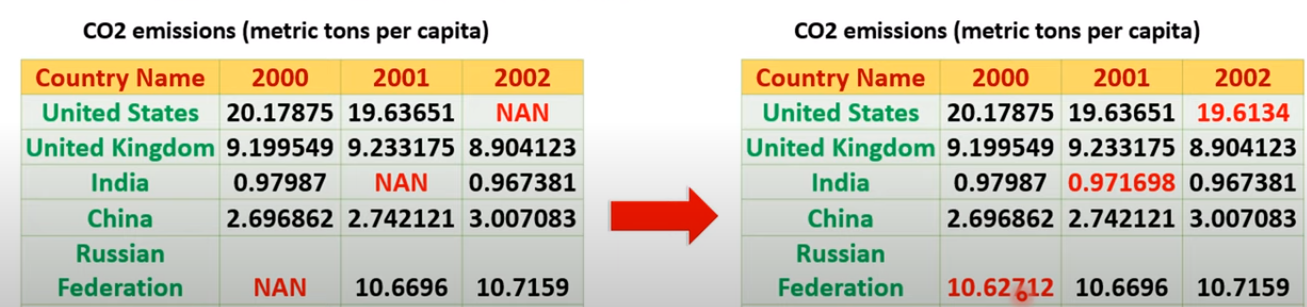 CO2 emissions (metric tons per capita)
Country Name 2000 2001 2002
United States 20.17875 19.63651 NAN
United Kingdom 9.199549 9.233175 8.904123
India 0.97987 NAN 0.967381
China 2.696862 2.742121 3.007083
Russian
Federation NAN 10.6696 10.7159
CO2 emissions (metric tons per capita)
Country Name 2000 2001 2002
United States 20.17875 19.63651 19.6134
United Kingdom 9.199549 9.233175 8.904123
India 0.97987 0.971698 0.967381
China 2.696862 2.742121 3.007083
Russian
Federation 10.62712 10.6696 10.7159